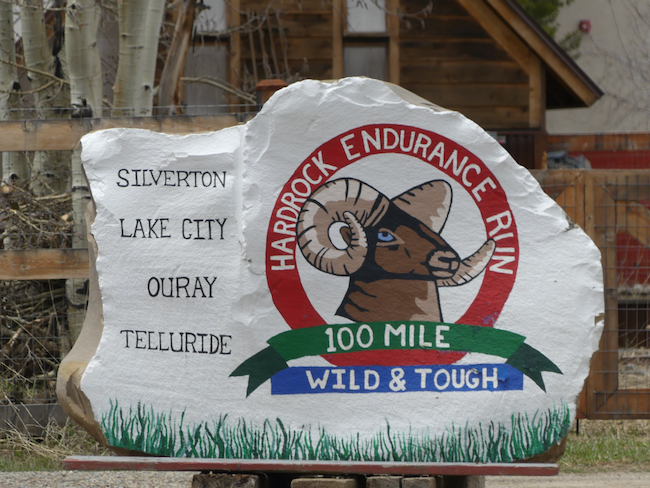 SILVERTON
LAKE CITY
OURAY
TELLURIDE
HARDROCK ENDURANCE RUN
100 MILE
WILD & TOUGH